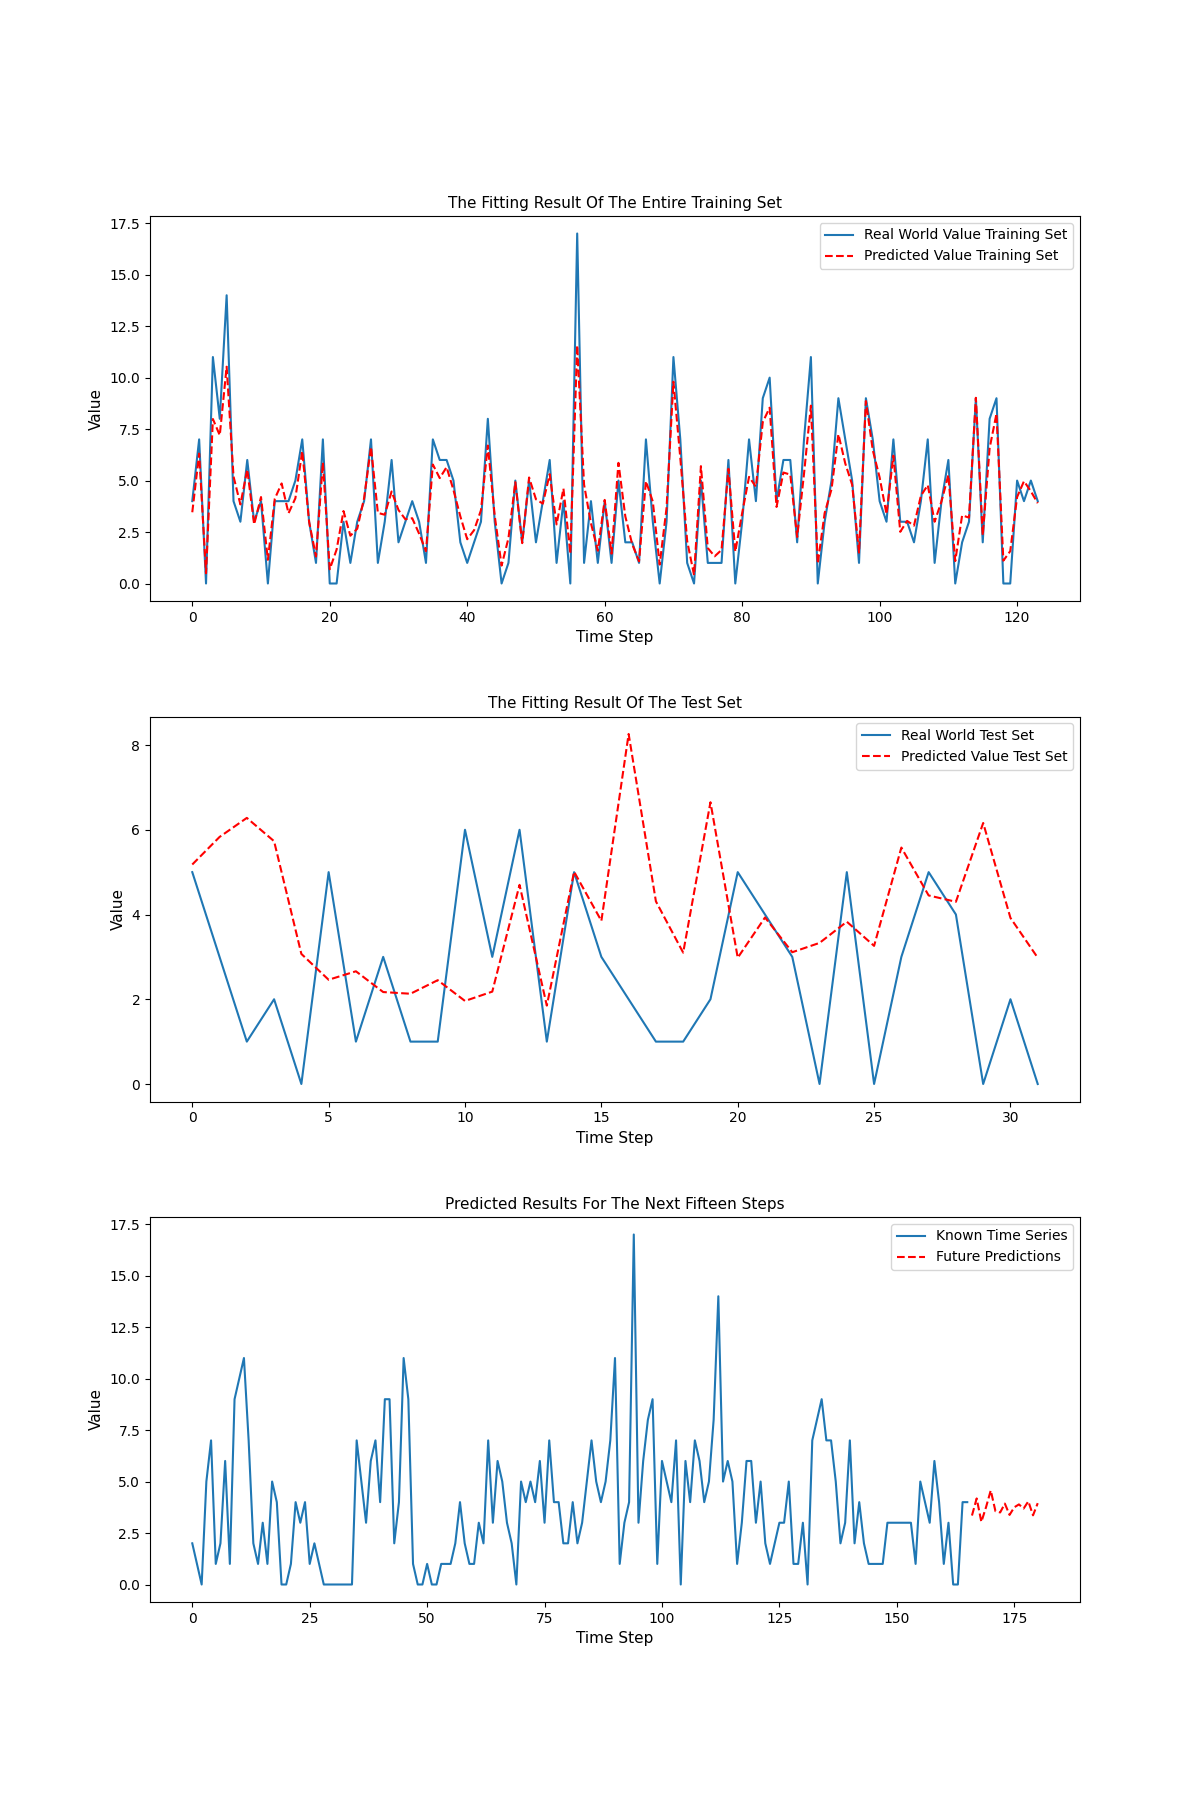 The Fitting Result Of The Entire Training Set
17.5
15.0
12.5
10.0
7.5
5.0
2.5
0.0
Value
Real World Value Training Set
Predicted Value Training Set
0 20 40 60 80 100 120
Time Step
The Fitting Result Of The Test Set
8
6
4
2
0
Value
Real World Test Set
Predicted Value Test Set
0 5 10 15 20 25 30
Time Step
Predicted Results For The Next Fifteen Steps
17.5
15.0
12.5
10.0
7.5
5.0
2.5
0.0
Value
Known Time Series
Future Predictions
0 25 50 75 100 125 150 175
Time Step